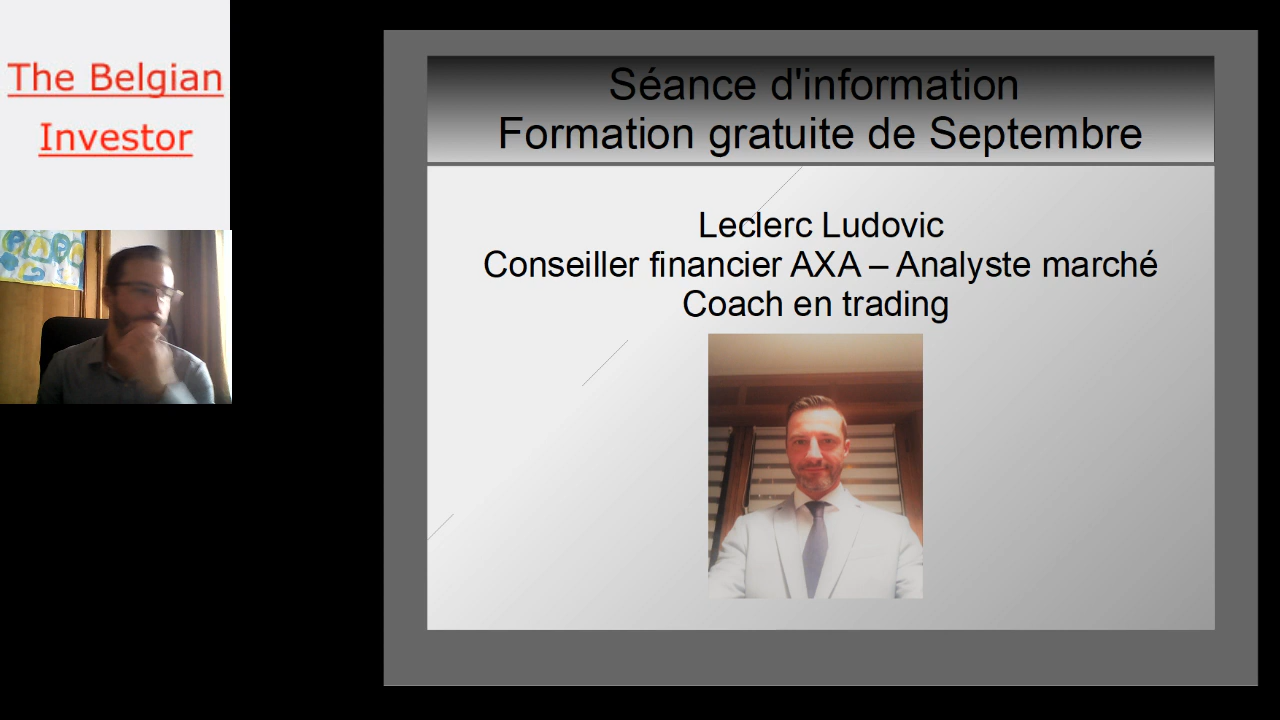 The Belgian
Investor
Séance d'information
Formation gratuite de Septembre
Leclerc Ludovic
Conseiller financier AXA – Analyste marché
Coach en trading